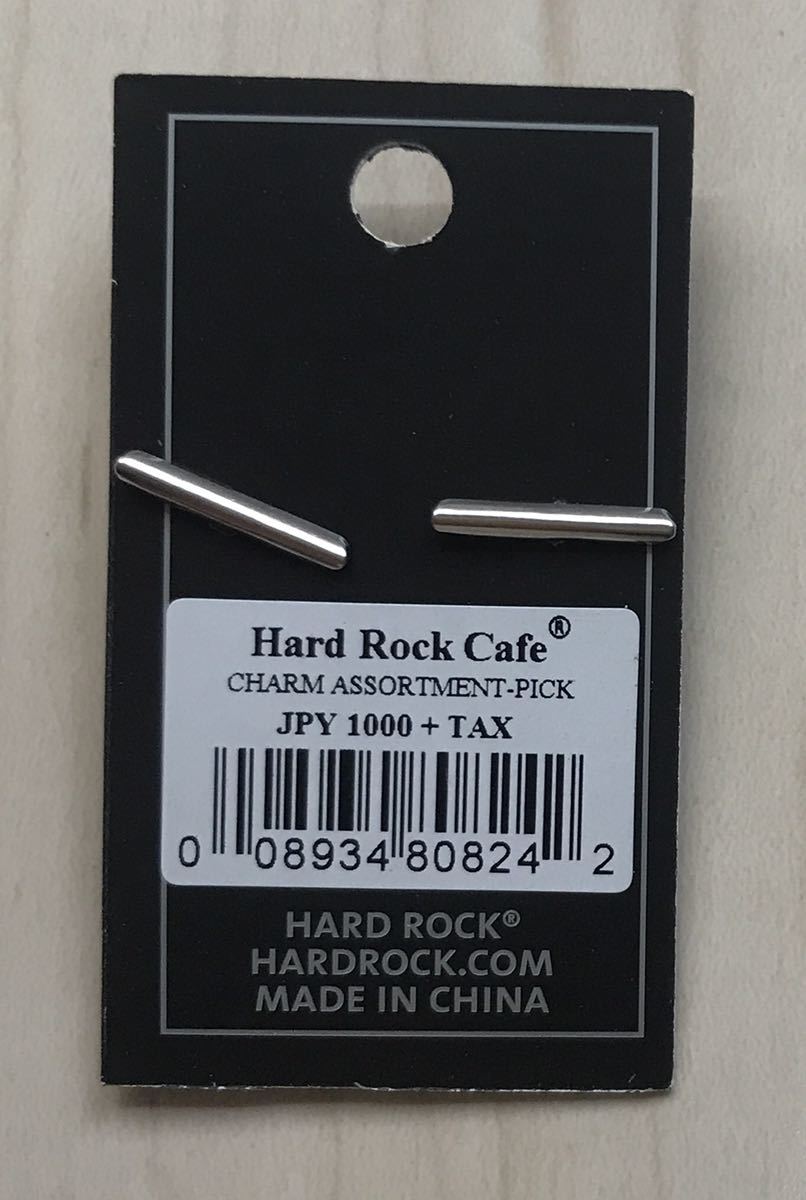 Hard Rock Cafe®
CHARM ASSORTMENT-PICK
JPY 1000 + TAX
0 08934 80824 2
HARD ROCK®
HARDROCK.COM
MADE IN CHINA